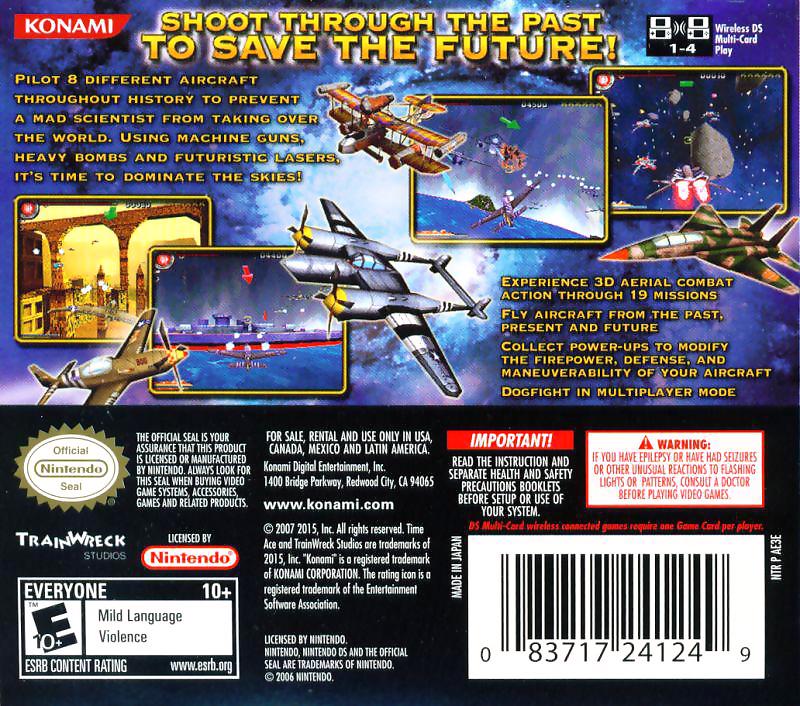 KONAMI
SHOOT THROUGH THE PAST
TO SAVE THE FUTURE!
Wireless DS
Multi-Card
Play
1-4
PILOT 8 DIFFERENT AIRCRAFT
THROUGHOUT HISTORY TO PREVENT
A MAD SCIENTIST FROM TAKING OVER
THE WORLD. USING MACHINE GUNS,
HEAVY BOMBS AND FUTURISTIC LASERS,
IT'S TIME TO DOMINATE THE SKIES!
04500
EXPERIENCE 3D AERIAL COMBAT
ACTION THROUGH 19 MISSIONS
FLY AIRCRAFT FROM THE PAST,
PRESENT AND FUTURE
COLLECT POWER-UPS TO MODIFY
THE FIREPOWER, DEFENSE, AND
MANEUVERABILITY OF YOUR AIRCRAFT
DOGFIGHT IN MULTIPLAYER MODE
Official
Nintendo
Seal
THE OFFICIAL SEAL IS YOUR
ASSURANCE THAT THIS PRODUCT
IS LICENSED OR MANUFACTURED
BY NINTENDO. ALWAYS LOOK FOR
THIS SEAL WHEN BUYING VIDEO
GAME SYSTEMS, ACCESSORIES,
GAMES AND RELATED PRODUCTS.
TRAINWRECK
STUDIOS
LICENSED BY
Nintendo
EVERYONE 10+
TM
E
10+
Mild Language
Violence
ESRB CONTENT RATING www.esrb.org
FOR SALE, RENTAL AND USE ONLY IN USA,
CANADA, MEXICO AND LATIN AMERICA.
Konami Digital Entertainment, Inc.
1400 Bridge Parkway, Redwood City, CA 94065
www.konami.com
© 2007 2015, Inc. All rights reserved. Time
Ace and TrainWreck Studios are trademarks of
2015, Inc. "Konami" is a registered trademark
of KONAMI CORPORATION. The rating icon is a
registered trademark of the Entertainment
Software Association.
LICENSED BY NINTENDO.
NINTENDO, NINTENDO DS AND THE OFFICIAL
SEAL ARE TRADEMARKS OF NINTENDO.
© 2006 NINTENDO.
IMPORTANT!
READ THE INSTRUCTION AND
SEPARATE HEALTH AND SAFETY
PRECAUTIONS BOOKLETS
BEFORE SETUP OR USE OF
YOUR SYSTEM.
WARNING:
IF YOU HAVE EPILEPSY OR HAVE HAD SEIZURES
OR OTHER UNUSUAL REACTIONS TO FLASHING
LIGHTS OR PATTERNS, CONSULT A DOCTOR
BEFORE PLAYING VIDEO GAMES.
DS Multi-Card wireless connected games require one Game Card per player.
MADE IN JAPAN
NTR P AE3E
0 83717 24124 9